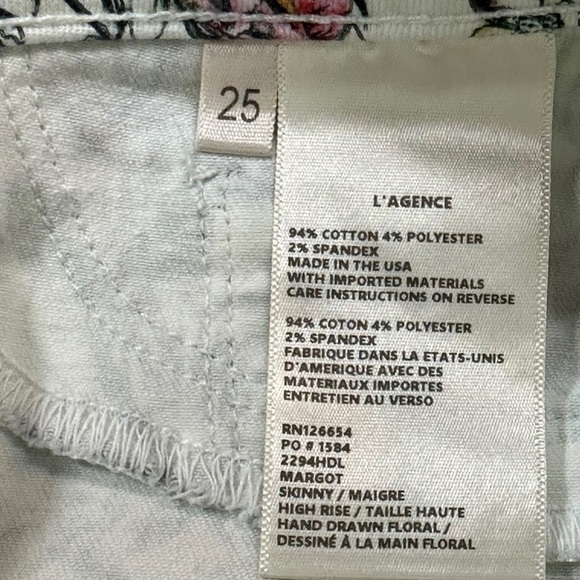 25
L'AGENCE
94% COTTON 4% POLYESTER
2% SPANDEX
MADE IN THE USA
WITH IMPORTED MATERIALS
CARE INSTRUCTIONS ON REVERSE
94% COTON 4% POLYESTER
2% SPANDEX
FABRIQUE DANS LA ETATS-UNIS
D'AMERIQUE AVEC DES
MATERIAUX IMPORTES
ENTRETIEN AU VERSO
RN126654
PO # 1584
2294HDL
MARGOT
SKINNY / MAIGRE
HIGH RISE / TAILLE HAUTE
HAND DRAWN FLORAL /
DESSINÉ À LA MAIN FLORAL